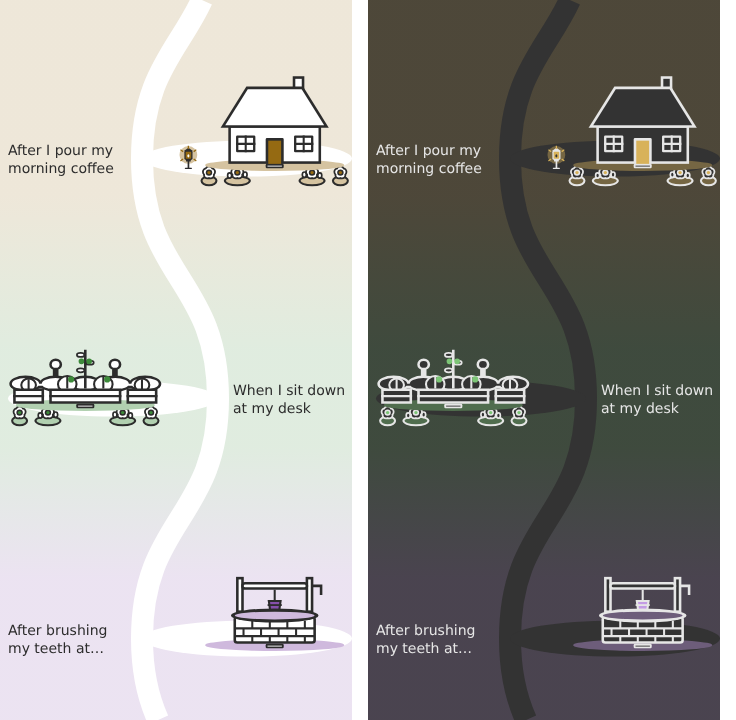 After I pour my
morning coffee
When I sit down
at my desk
After brushing
my teeth at...
After I pour my
morning coffee
When I sit down
at my desk
After brushing
my teeth at...